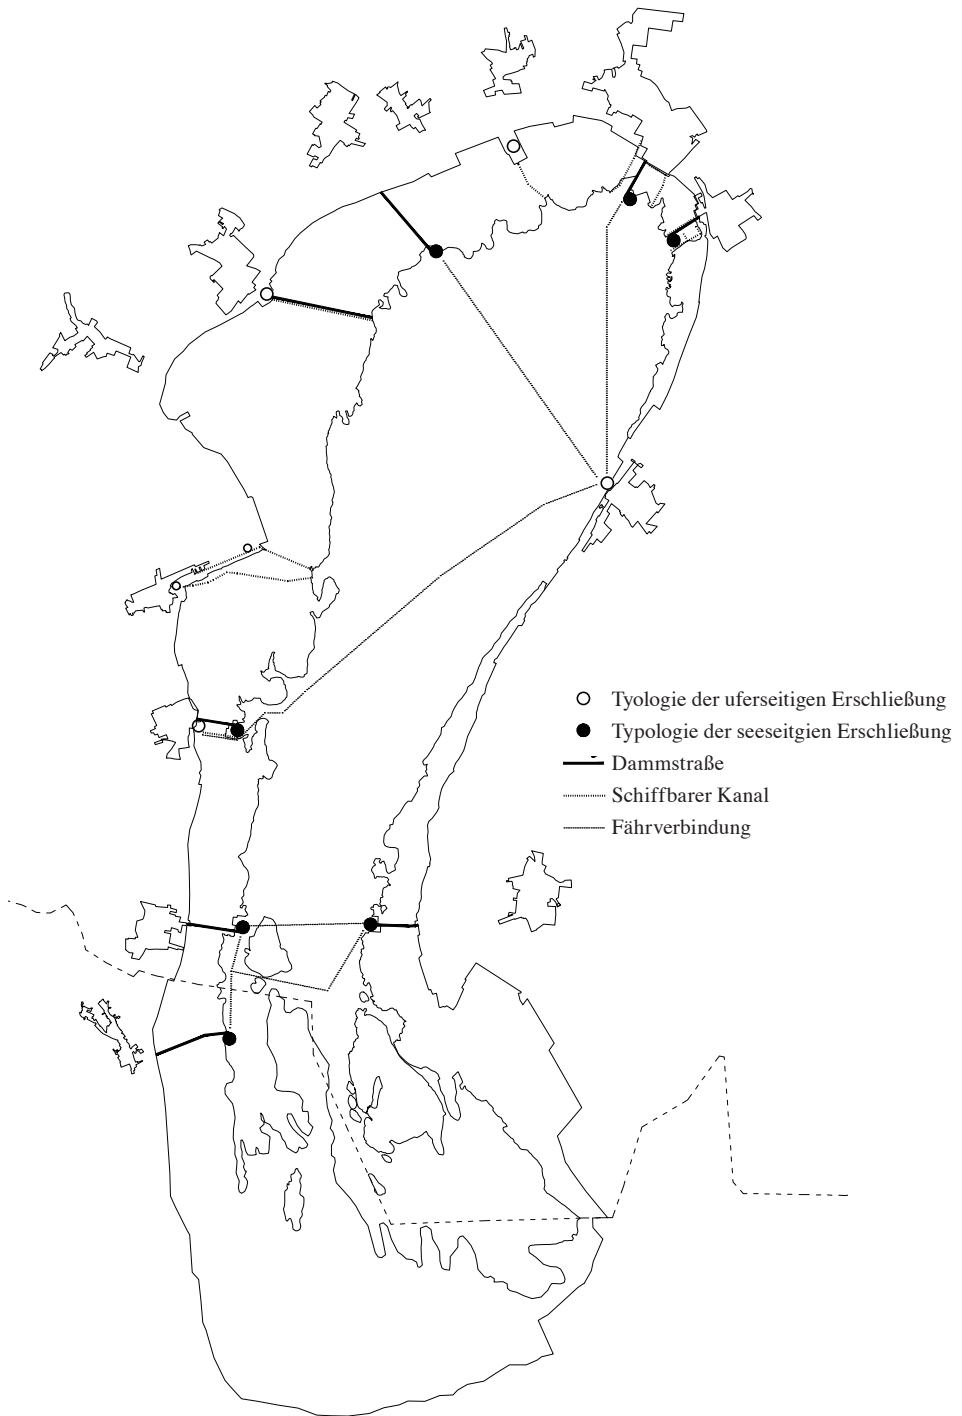 Tyologie der uferseitigen Erschließung
Typologie der seeseitgien Erschließung
Dammstraße
Schiffbarer Kanal
Fährverbindung